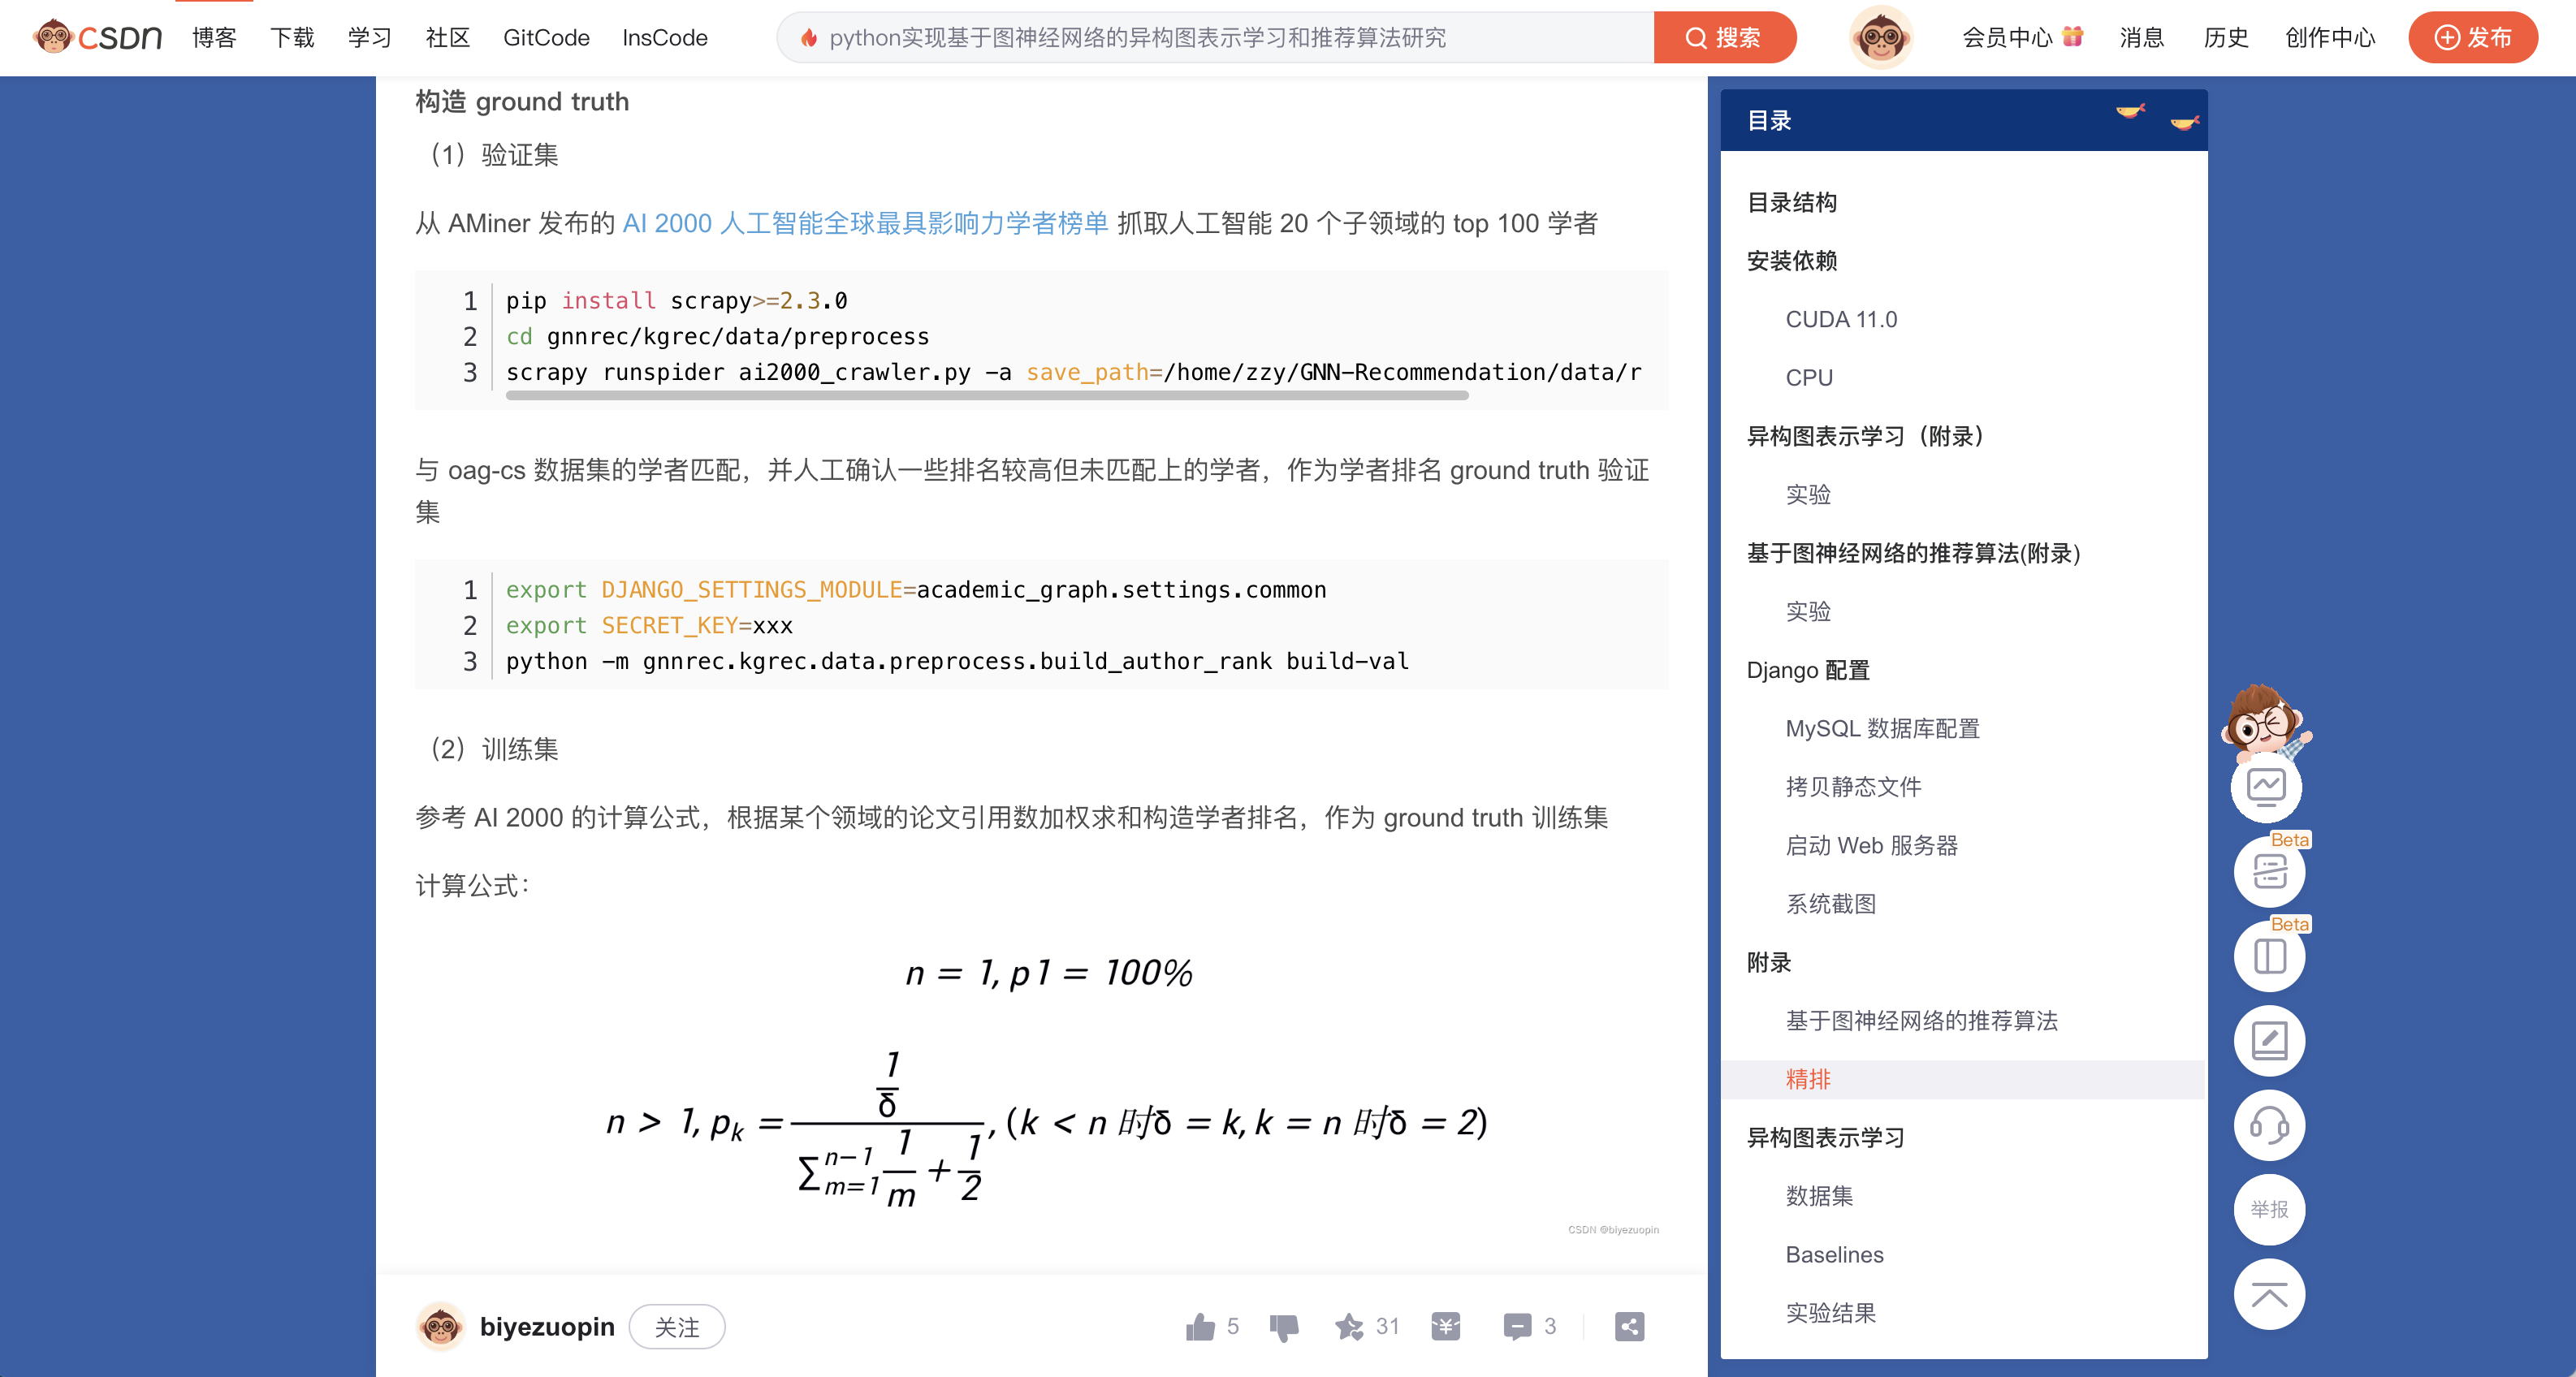 CSDN 博客 下载 学习 社区 GitCode InsCode python实现基于图神经网络的异构图表示学习和推荐算法研究 搜索 会员中心 消息 历史 创作中心 发布
构造 ground truth
（1）验证集
从 AMiner 发布的 AI 2000 人工智能全球最具影响力学者榜单 抓取人工智能 20 个子领域的 top 100 学者
1 pip install scrapy>=2.3.0
2 cd gnnrec/kgrec/data/preprocess
3 scrapy runspider ai2000_crawler.py -a save_path=/home/zzy/GNN-Recommendation/data/r
与 oag-cs 数据集的学者匹配，并人工确认一些排名较高但未匹配上的学者，作为学者排名 ground truth 验证
集
1 export DJANGO_SETTINGS_MODULE=academic_graph.settings.common
2 export SECRET_KEY=xxx
3 python -m gnnrec.kgrec.data.preprocess.build_author_rank build-val
（2）训练集
参考 AI 2000 的计算公式，根据某个领域的论文引用数加权求和构造学者排名，作为 ground truth 训练集
计算公式：
n = 1, p1 = 100%
n > 1, p_k = \frac{\frac{1}{δ}}{\sum_{m=1}^{n-1} \frac{1}{m} + \frac{1}{2}}, (k < n 时δ = k, k = n 时δ = 2)
CSDN @biyezuopin
biyezuopin 关注 5 31 3
目录
目录结构
安装依赖
CUDA 11.0
CPU
异构图表示学习（附录）
实验
基于图神经网络的推荐算法(附录)
实验
Django 配置
MySQL 数据库配置
拷贝静态文件
启动 Web 服务器
系统截图
附录
基于图神经网络的推荐算法
精排
异构图表示学习
数据集
Baselines
实验结果
Beta
Beta
举报